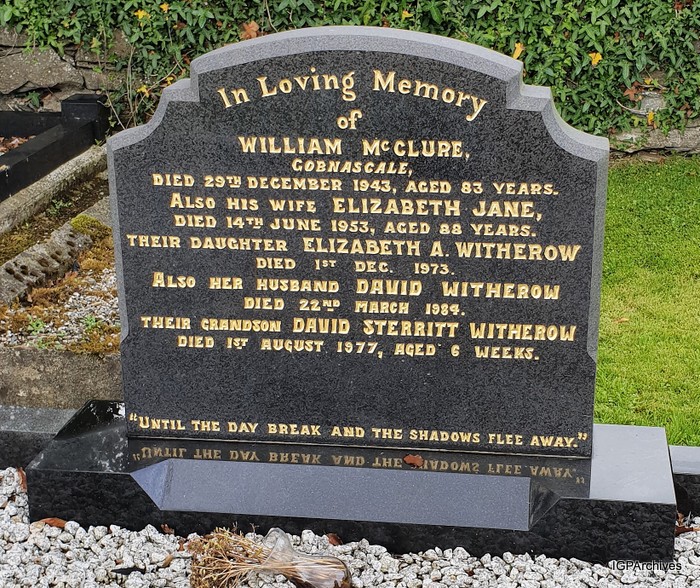 In Loving Memory
of
WILLIAM McCLURE,
GOBNASCALE,
DIED 29TH DECEMBER 1943, AGED 83 YEARS.
ALSO HIS WIFE ELIZABETH JANE,
DIED 14TH JUNE 1953, AGED 88 YEARS.
THEIR DAUGHTER ELIZABETH A. WITHEROW
DIED 1ST DEC. 1973.
ALSO HER HUSBAND DAVID WITHEROW
DIED 22ND MARCH 1984.
THEIR GRANDSON DAVID STERRITT WITHEROW
DIED 1ST AUGUST 1977, AGED 6 WEEKS.
"UNTIL THE DAY BREAK AND THE SHADOWS FLEE AWAY."
IGPArchives